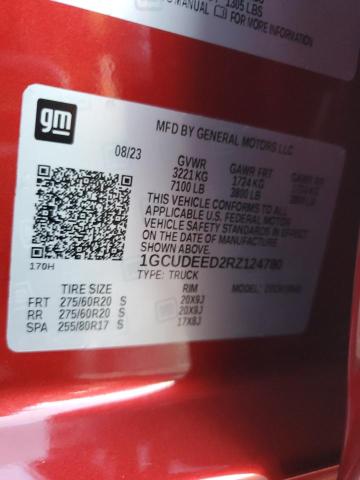 1305 LBS
MANUAL FOR MORE INFORMATION
gm
MFD BY GENERAL MOTORS LLC
08/23 GVWR GAWR FRT GAWR RR
3221 KG 1724 KG
7100 LB 3800 LB
THIS VEHICLE CONFORMS TO ALL APPLICABLE U.S. FEDERAL MOTOR
VEHICLE SAFETY STANDARDS IN EFFECT
ON THE DATE OF MANUFACTURE
170H 1GCUDEED2RZ124780
TYPE: TRUCK MODEL:
TIRE SIZE RIM
FRT 275/60R20 S 20X9J
RR 275/60R20 S 20X9J
SPA 255/80R17 S 17X8J